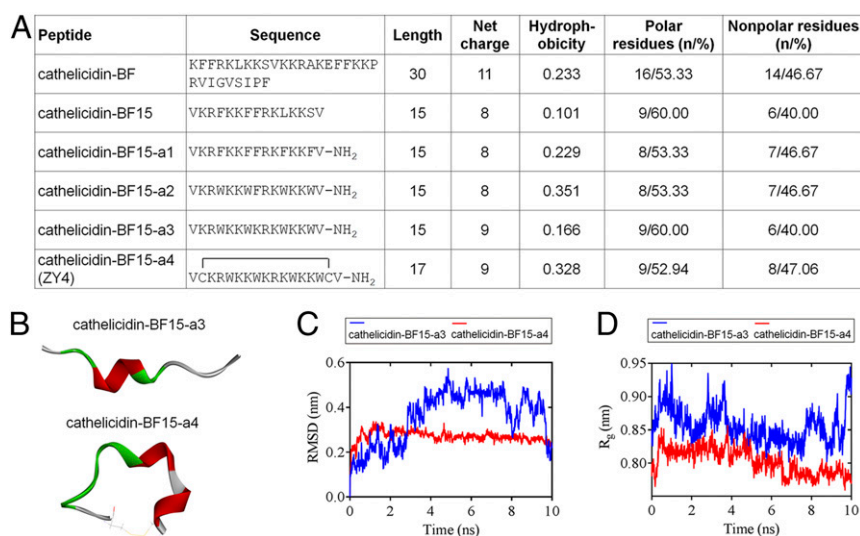 A
Peptide Sequence Length Net charge Hydroph-obicity Polar residues (n/%) Nonpolar residues (n/%)
cathelicidin-BF KFFRKLKKSVKKRAKEFFKKP 30 11 0.233 16/53.33 14/46.67
RVIGVSIPF
cathelicidin-BF15 VKRFKKFFRKLKKSV 15 8 0.101 9/60.00 6/40.00
cathelicidin-BF15-a1 VKRFKKFFRKFKKFV-NH2 15 8 0.229 8/53.33 7/46.67
cathelicidin-BF15-a2 VKRWKKWFRKWKKWV-NH2 15 8 0.351 8/53.33 7/46.67
cathelicidin-BF15-a3 VKRWKKWKRKWKKWV-NH2 15 9 0.166 9/60.00 6/40.00
cathelicidin-BF15-a4
(ZY4) VCKRWKKWKRKWKKWCV-NH2 17 9 0.328 9/52.94 8/47.06
B
cathelicidin-BF15-a3
cathelicidin-BF15-a4
C
cathelicidin-BF15-a3 cathelicidin-BF15-a4
RMSD (nm)
0.6
0.4
0.2
0.0
0 2 4 6 8 10
Time (ns)
D
cathelicidin-BF15-a3 cathelicidin-BF15-a4
Rg (nm)
0.95
0.90
0.85
0.80
0 2 4 6 8 10
Time (ns)